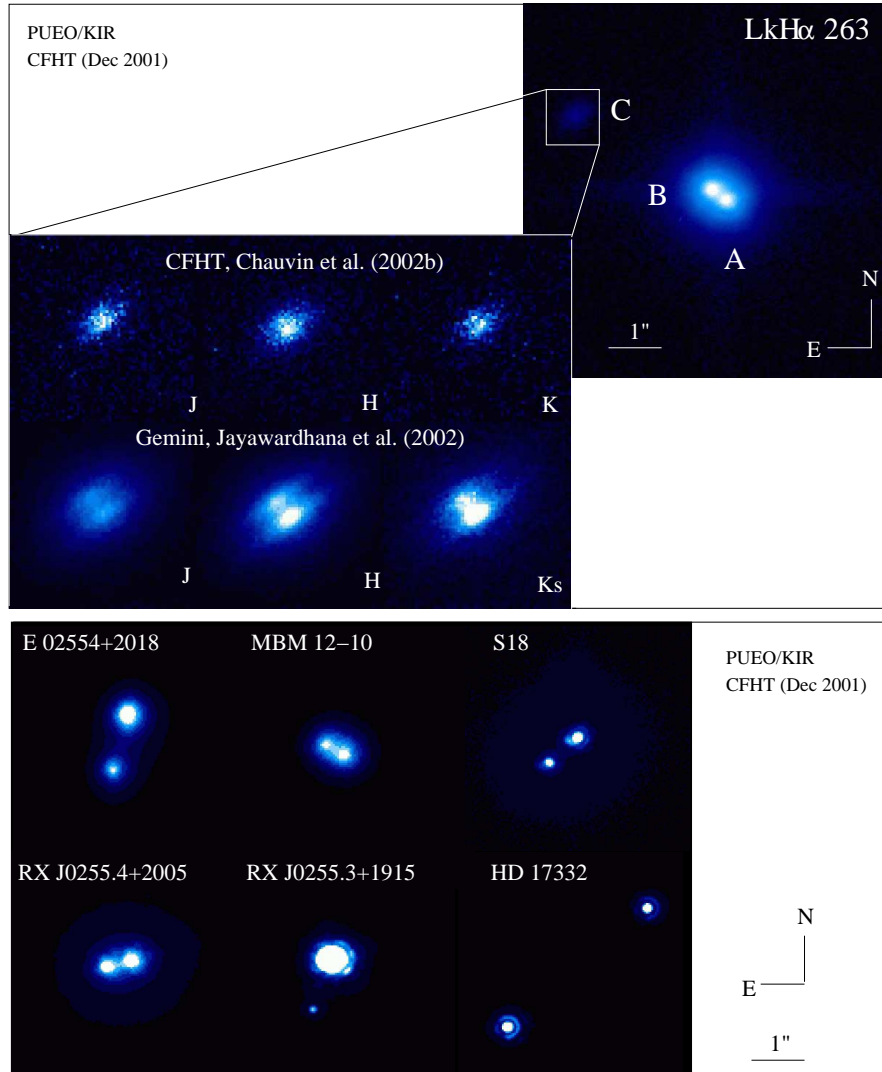 PUEO/KIR
CFHT (Dec 2001)
LkHα 263
C
B
A
N
E
1"
CFHT, Chauvin et al. (2002b)
J
H
K
Gemini, Jayawardhana et al. (2002)
J
H
Ks
E 02554+2018
MBM 12−10
S18
PUEO/KIR
CFHT (Dec 2001)
RX J0255.4+2005
RX J0255.3+1915
HD 17332
N
E
1"